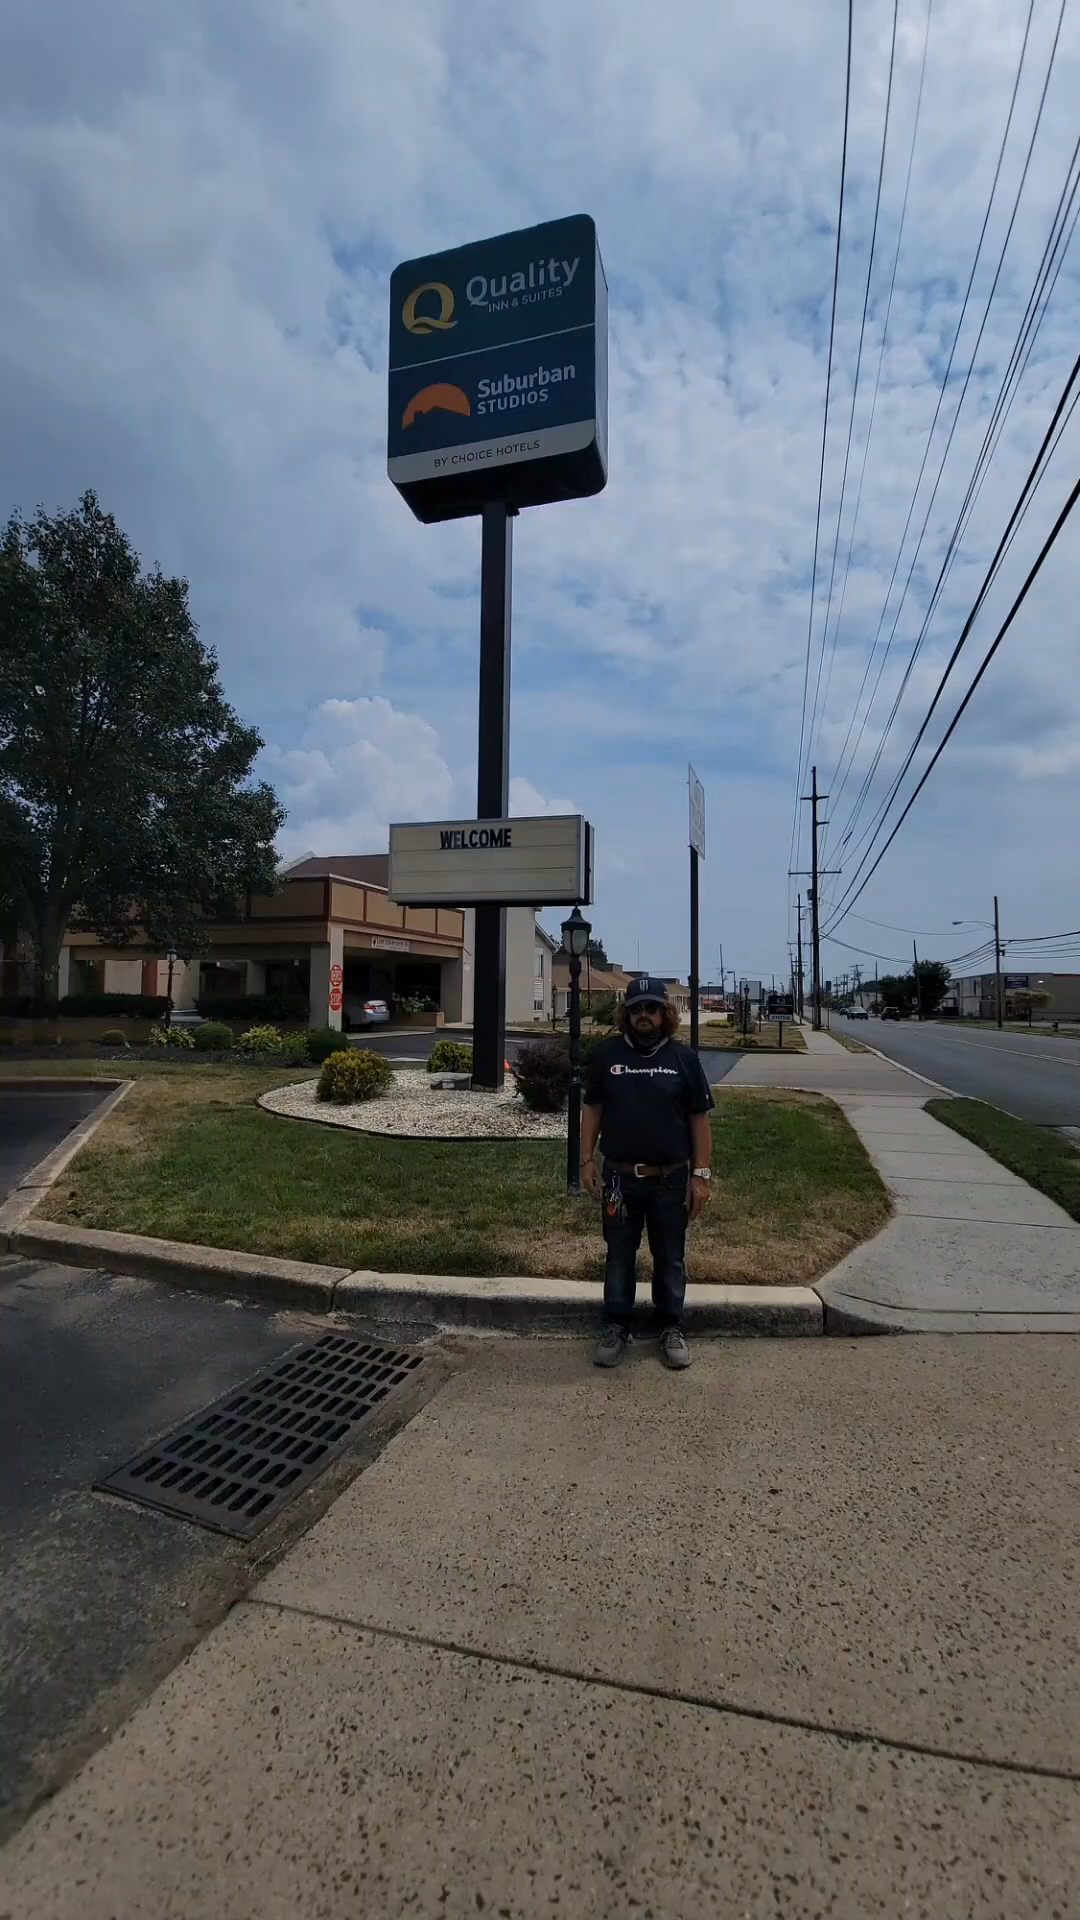 Q Quality
INN & SUITES
Suburban
STUDIOS
BY CHOICE HOTELS
WELCOME
Champion